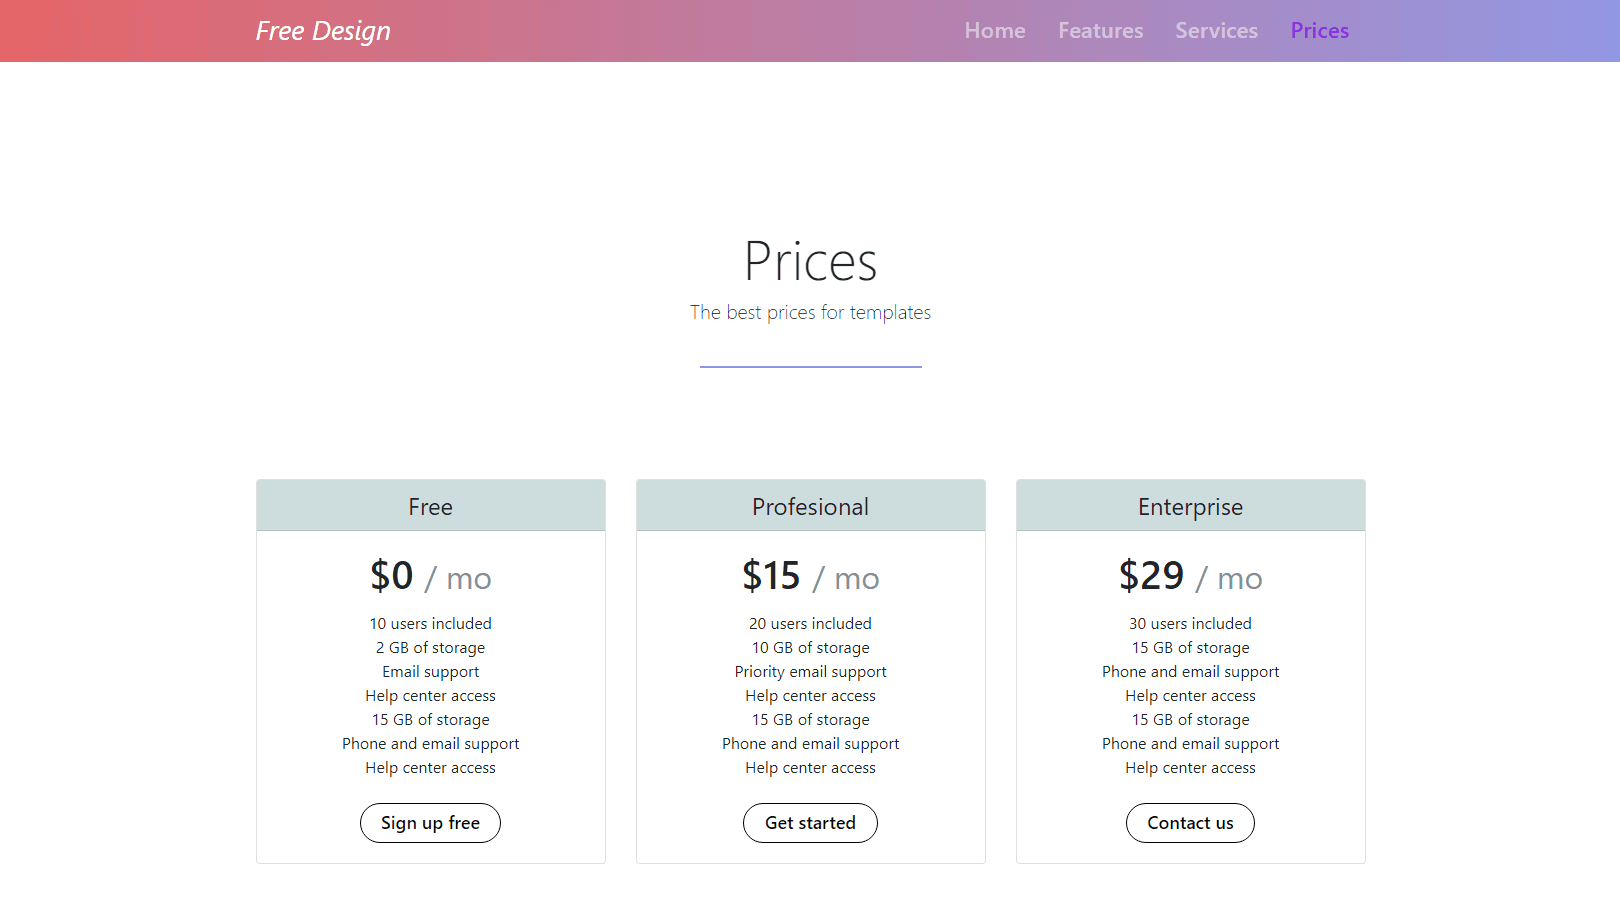 Free Design
Home Features Services Prices
Prices
The best prices for templates
Free
$0 / mo
10 users included
2 GB of storage
Email support
Help center access
15 GB of storage
Phone and email support
Help center access
Sign up free
Profesional
$15 / mo
20 users included
10 GB of storage
Priority email support
Help center access
15 GB of storage
Phone and email support
Help center access
Get started
Enterprise
$29 / mo
30 users included
15 GB of storage
Phone and email support
Help center access
15 GB of storage
Phone and email support
Help center access
Contact us